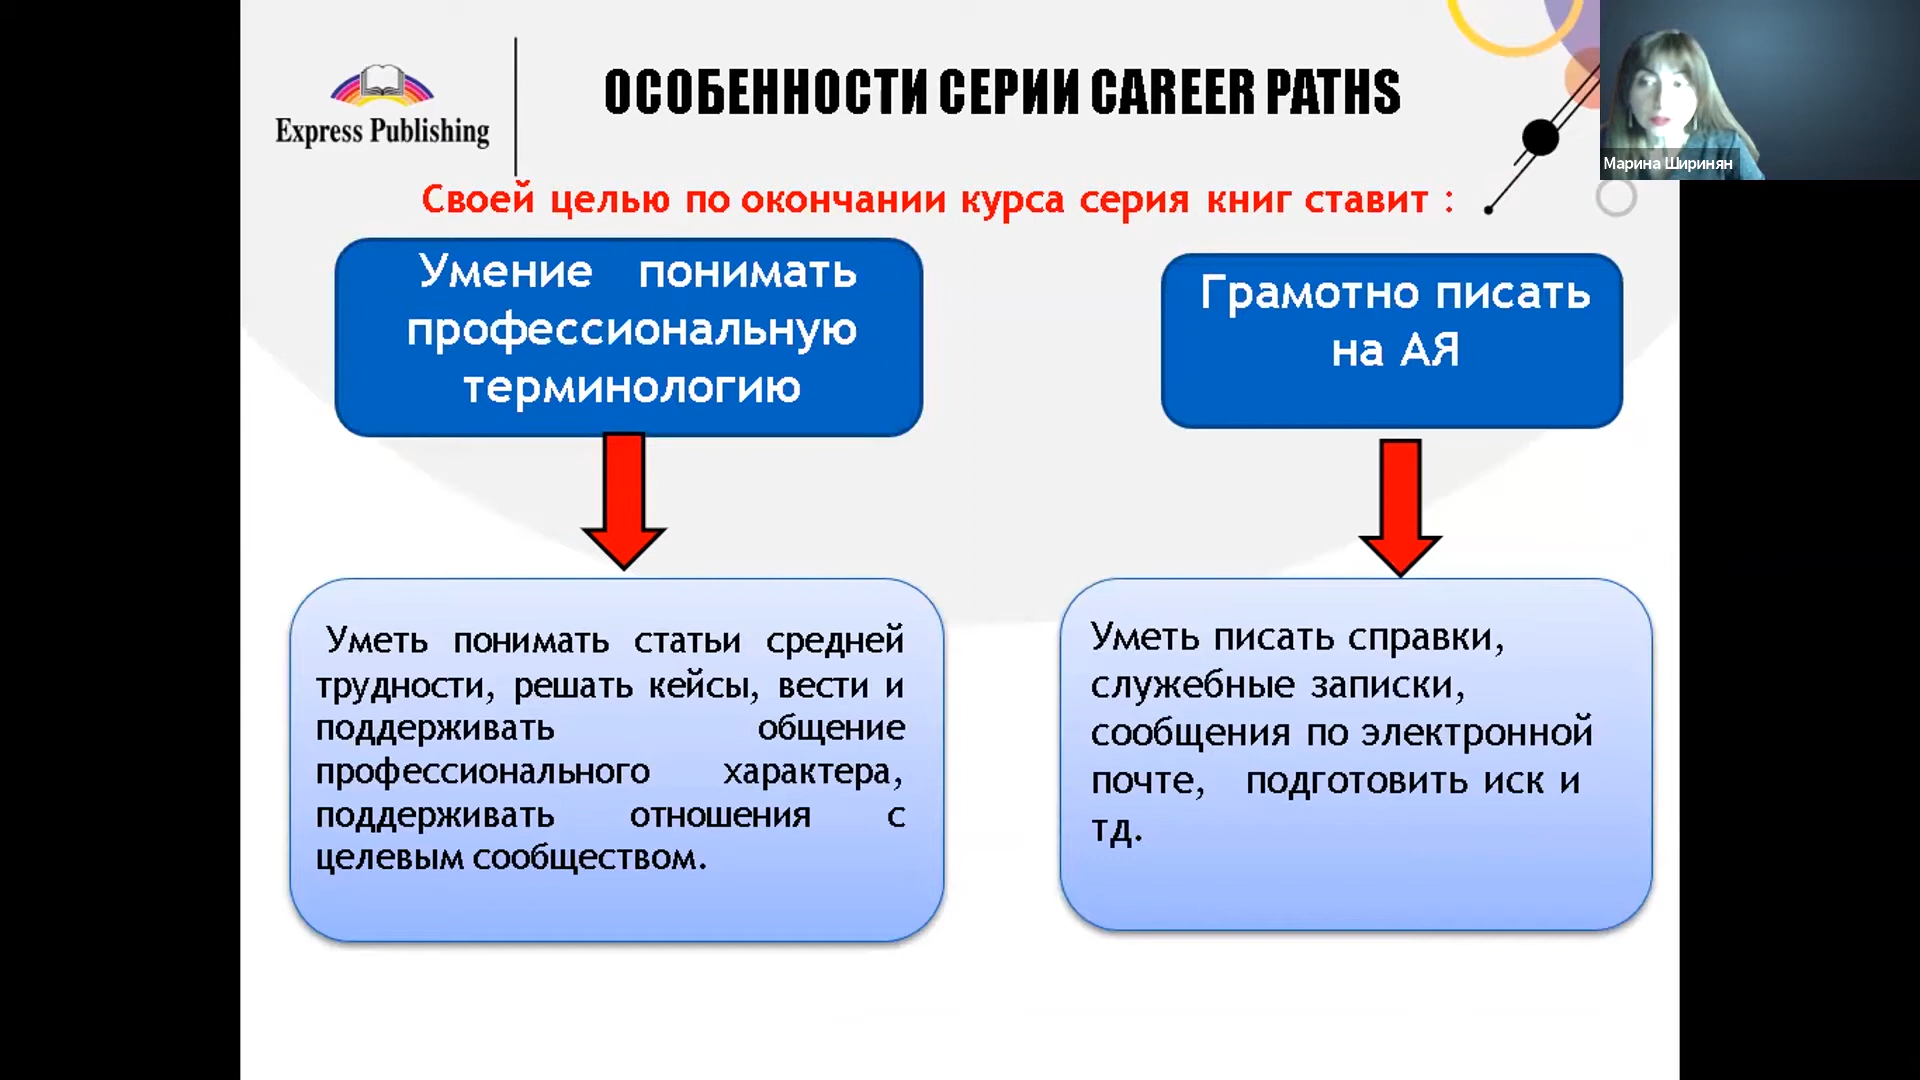 Express Publishing
ОСОБЕННОСТИ СЕРИИ CAREER PATHS
Марина Ширинян
Своей целью по окончании курса серия книг ставит :
Умение понимать
профессиональную
терминологию
Грамотно писать
на АЯ
Уметь понимать статьи средней
трудности, решать кейсы, вести и
поддерживать общение
профессионального характера,
поддерживать отношения с
целевым сообществом.
Уметь писать справки,
служебные записки,
сообщения по электронной
почте, подготовить иск и
тд.